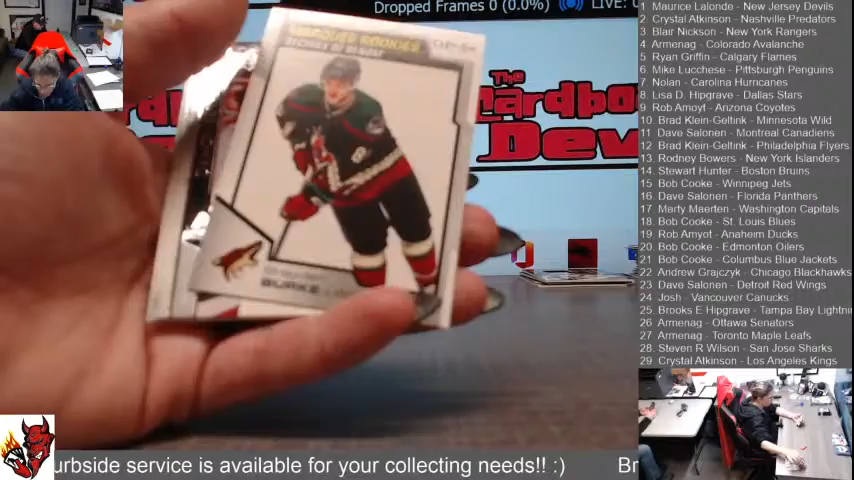 Dropped Frames 0 (0.0%)
LIVE:
MARQUEE ROOKIES
The
Cardbo
Dev
BURKE
1 Maurice Lalonde - New Jersey Devils
2 Crystal Atkinson - Nashville Predators
3 Blair Nickson - New York Rangers
4 Armenag - Colorado Avalanche
5 Ryan Griffin - Calgary Flames
6 Mike Lucchese - Pittsburgh Penguins
7 Nolan - Carolina Hurricanes
8 Lisa D. Hipgrave - Dallas Stars
9 Rob Amoyt - Arizona Coyotes
10. Brad Klein-Geltink - Minnesota Wild
11 Dave Salonen - Montreal Canadiens
12 Brad Klein-Geltink - Philadelphia Flyers
13 Rodney Bowers - New York Islanders
14 Stewart Hunter - Boston Bruins
15 Bob Cooke - Winnipeg Jets
16 Dave Salonen - Florida Panthers
17 Marty Maerten - Washington Capitals
18 Bob Cooke - St. Louis Blues
19 Rob Amyot - Anaheim Ducks
20 Bob Cooke - Edmonton Oilers
21 Bob Cooke - Columbus Blue Jackets
22 Andrew Grajczyk - Chicago Blackhawks
23 Dave Salonen - Detroit Red Wings
24 Josh - Vancouver Canucks
25 Brooks E Hipgrave - Tampa Bay Lightni
26 Armenag - Ottawa Senators
27 Armenag - Toronto Maple Leafs
28 Steven R Wilson - San Jose Sharks
29 Crystal Atkinson - Los Angeles Kings
urbside service is available for your collecting needs!! :)
Br